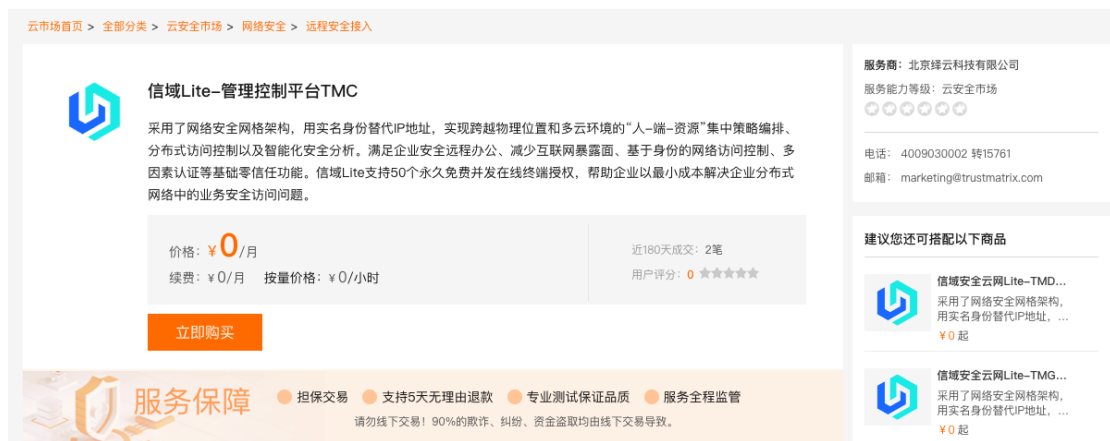 云市场首页 > 全部分类 > 云安全市场 > 网络安全 > 远程安全接入
信域Lite-管理控制平台TMC
采用了网络安全网格架构，用实名身份替代IP地址，实现跨越物理位置和多云环境的“人-端-资源”集中策略编排、
分布式访问控制以及智能化安全分析。满足企业安全远程办公、减少互联网暴露面、基于身份的网络访问控制、多
因素认证等基础零信任功能。信域Lite支持50个永久免费并发在线终端授权，帮助企业以最小成本解决企业分布式
网络中的业务安全访问问题。
价格：¥0/月
续费：¥0/月 按量价格：¥0/小时
近180天成交：2笔
用户评分：0
立即购买
服务保障
担保交易 支持5天无理由退款 专业测试保证品质 服务全程监管
请勿线下交易！90%的欺诈、纠纷、资金盗取均由线下交易导致。
服务商：北京绎云科技有限公司
服务能力等级：云安全市场
电话： 4009030002 转15761
邮箱： marketing@trustmatrix.com
建议您还可搭配以下商品
信域安全云网Lite-TMD...
采用了网络安全网格架构，
用实名身份替代IP地址，...
¥0 起
信域安全云网Lite-TMG...
采用了网络安全网格架构，
用实名身份替代IP地址，...
¥0 起